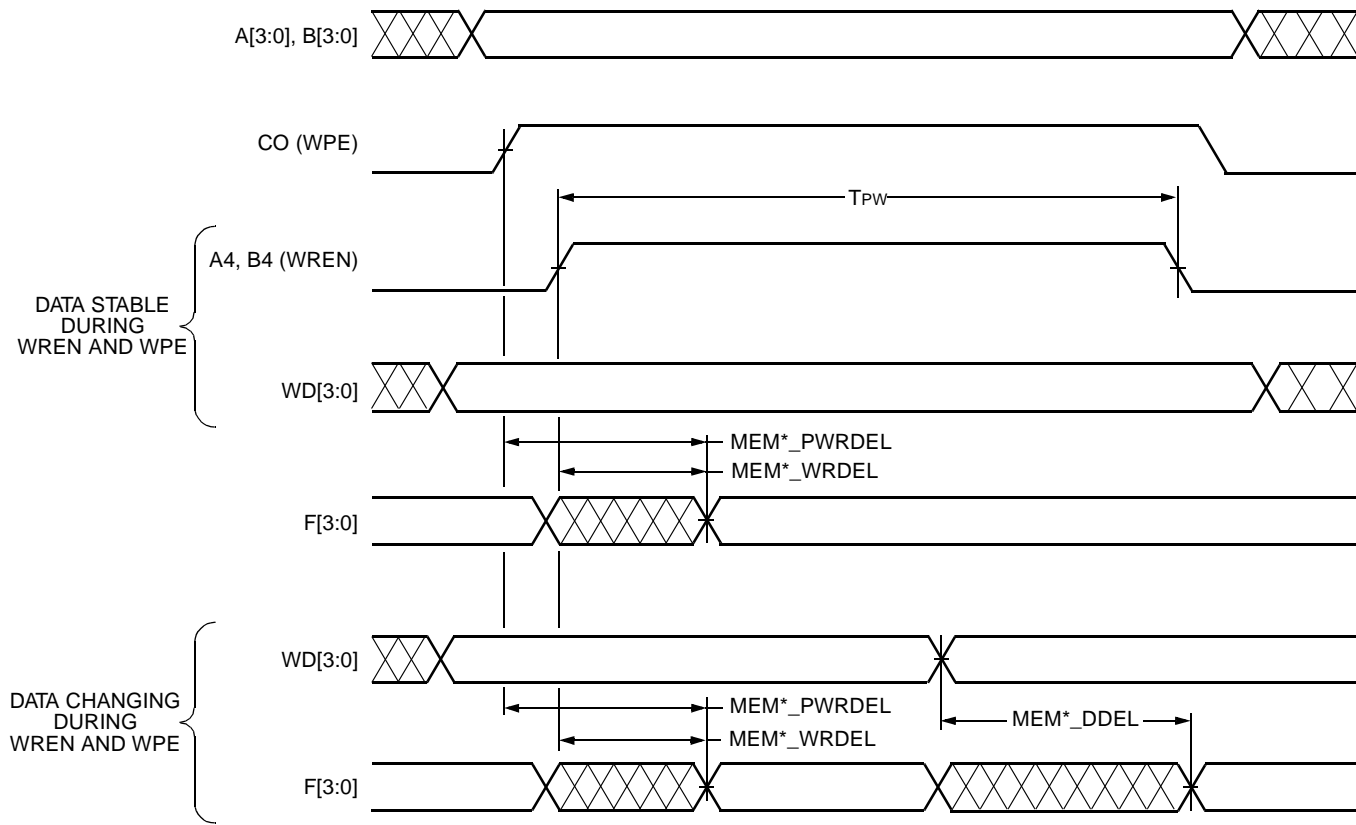 A[3:0], B[3:0]
CO (WPE)
TPW
A4, B4 (WREN)
DATA STABLE
DURING
WREN AND WPE
WD[3:0]
MEM*_PWRDEL
MEM*_WRDEL
F[3:0]
WD[3:0]
DATA CHANGING
DURING
WREN AND WPE
MEM*_PWRDEL
MEM*_DDEL
MEM*_WRDEL
F[3:0]